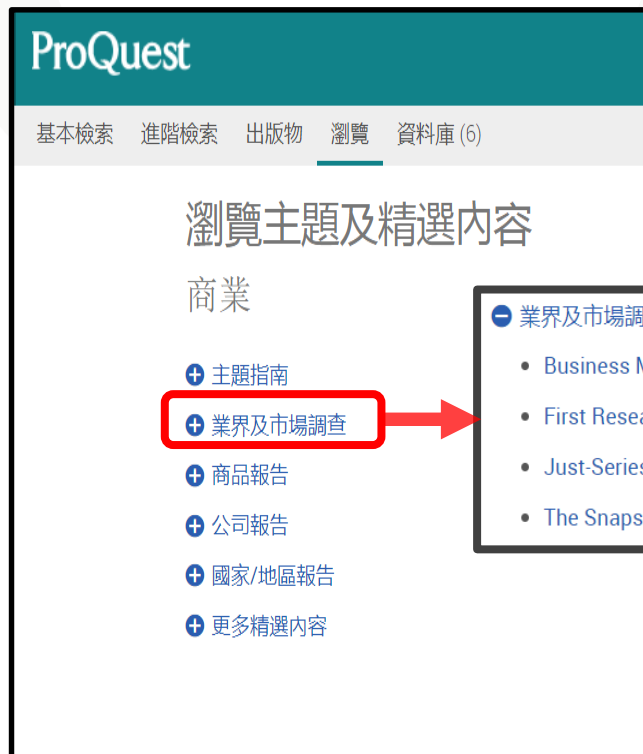 ProQuest
基本檢索 進階檢索 出版物 瀏覽 資料庫 (6)
瀏覽主題及精選內容
商業
主題指南
業界及市場調查
商品報告
公司報告
國家/地區報告
更多精選內容
業界及市場調
Business
First
Just-Series
The